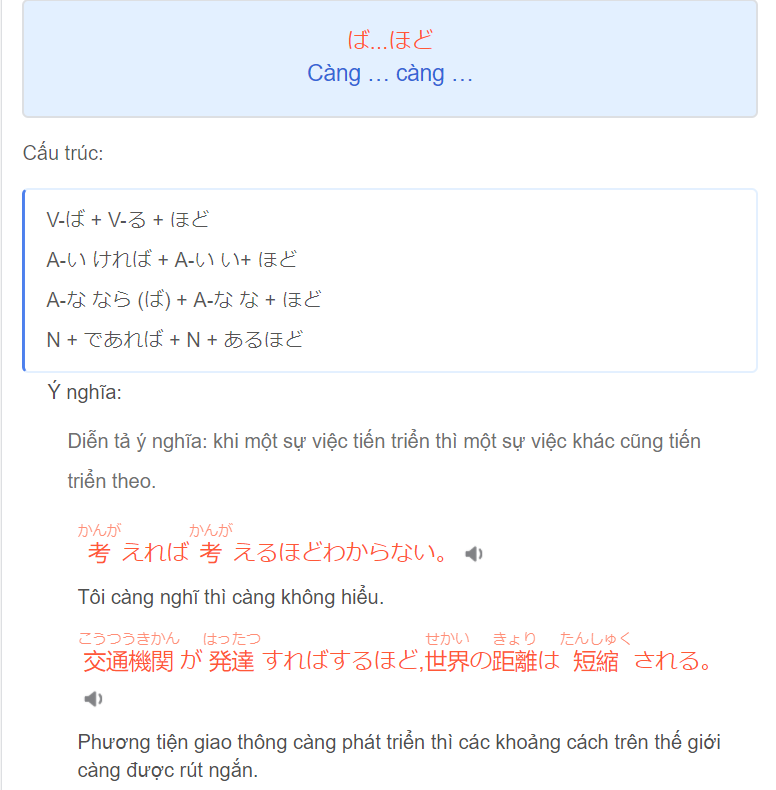 ば...ほど
Càng … càng …
Cấu trúc:
V-ば + V-る + ほど
A-い ければ + A-い い+ ほど
A-な なら (ば) + A-な な + ほど
N + であれば + N + あるほど
Ý nghĩa:
Diễn tả ý nghĩa: khi một sự việc tiến triển thì một sự việc khác cũng tiến
triển theo.
かんが かんが
考えれば考えるほどわからない。
Tôi càng nghĩ thì càng không hiểu.
こうつうきかん はったつ せかい きょり たんしゅく
交通機関が発達すればするほど,世界の距離は短縮される。
Phương tiện giao thông càng phát triển thì các khoảng cách trên thế giới
càng được rút ngắn.